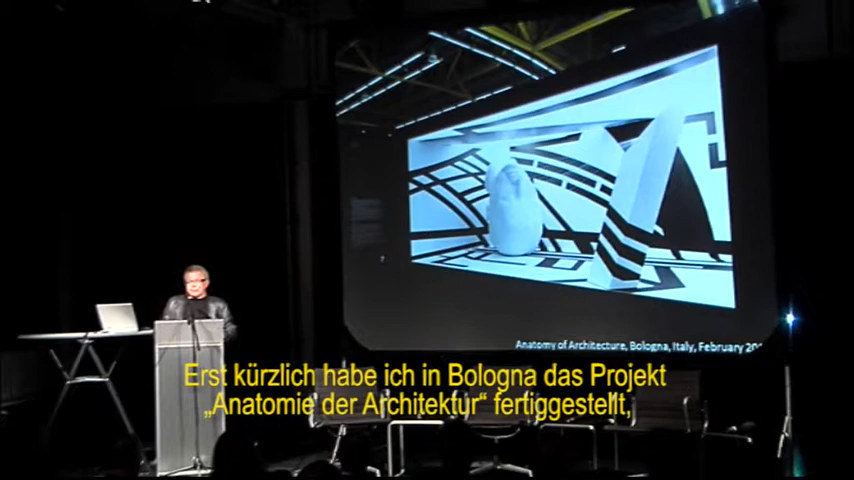 Anatomy of Architecture, Bologna, Italy, February
Erst kürzlich habe ich in Bologna das Projekt
„Anatomie der Architektur“ fertiggestellt,